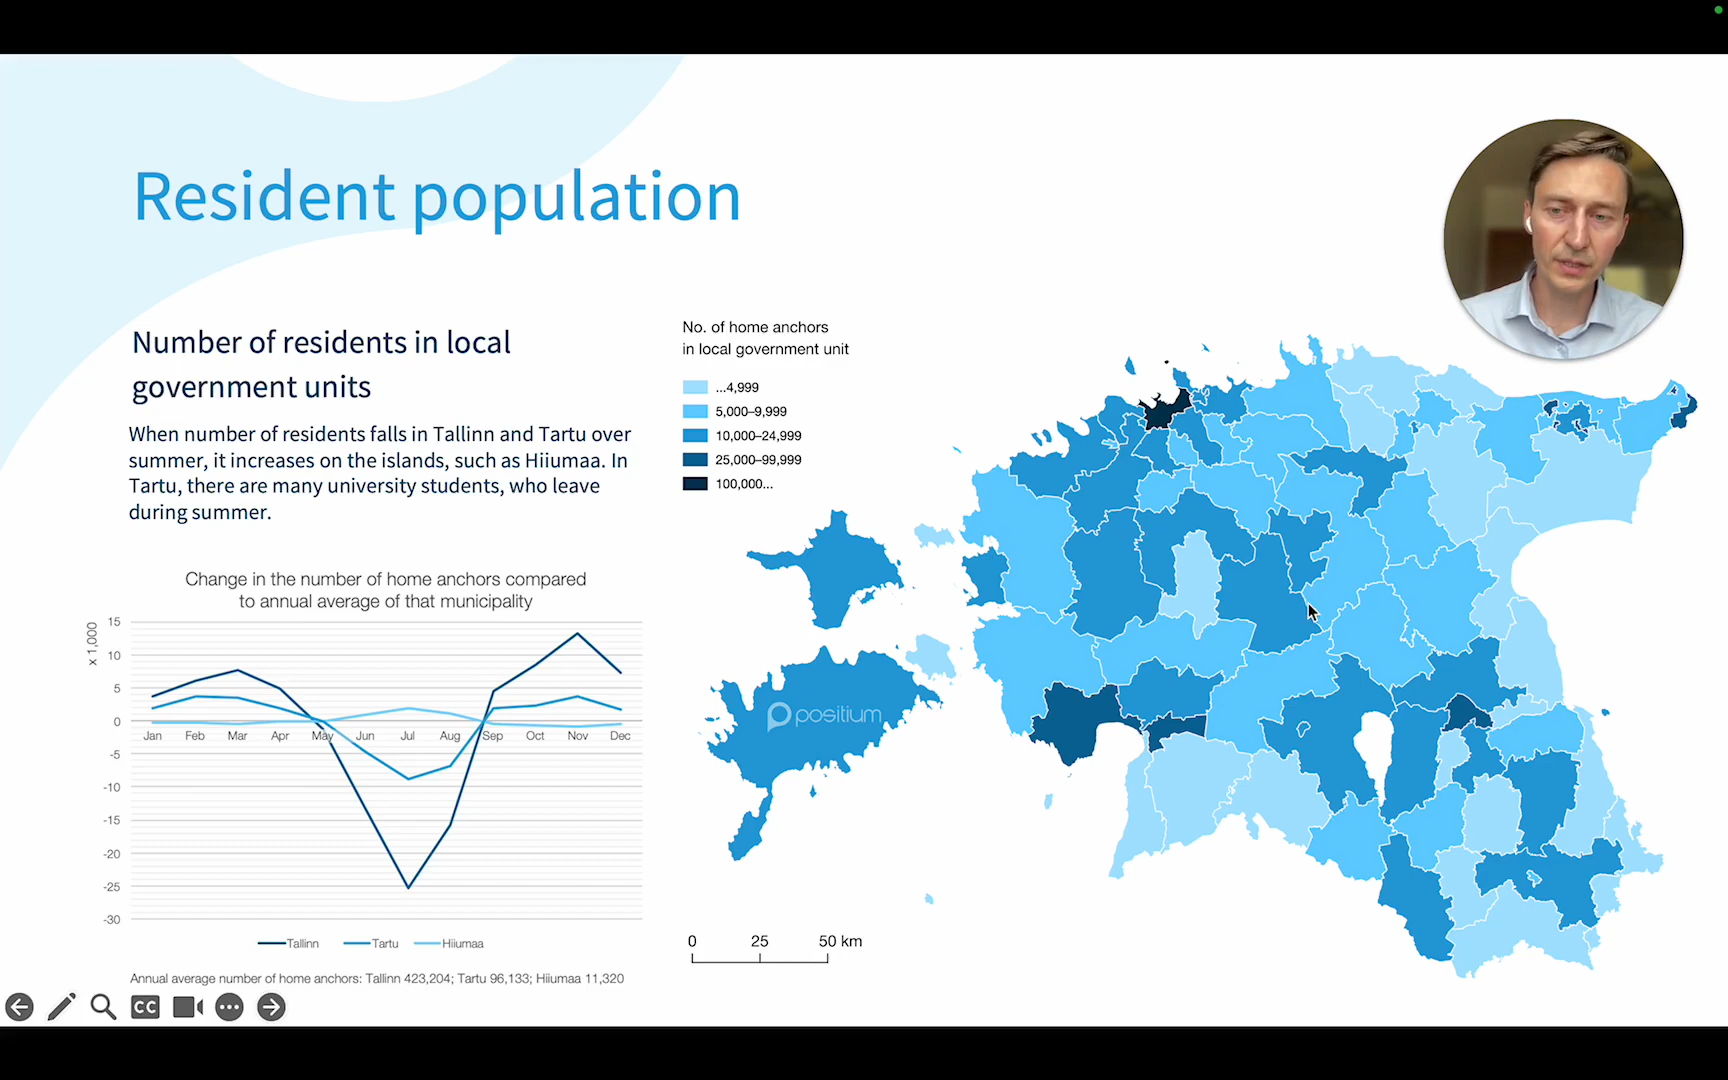 Resident population
Number of residents in local
government units
When number of residents falls in Tallinn and Tartu over
summer, it increases on the islands, such as Hiiumaa. In
Tartu, there are many university students, who leave
during summer.
Change in the number of home anchors compared
to annual average of that municipality
x 1,000
15
10
5
0
-5
-10
-15
-20
-25
-30
Jan Feb Mar Apr May Jun Jul Aug Sep Oct Nov Dec
Tallinn Tartu Hiiumaa
Annual average number of home anchors: Tallinn 423,204; Tartu 96,133; Hiiumaa 11,320
No. of home anchors
in local government unit
...4,999
5,000–9,999
10,000–24,999
25,000–99,999
100,000...
positium
0 25 50 km
CC